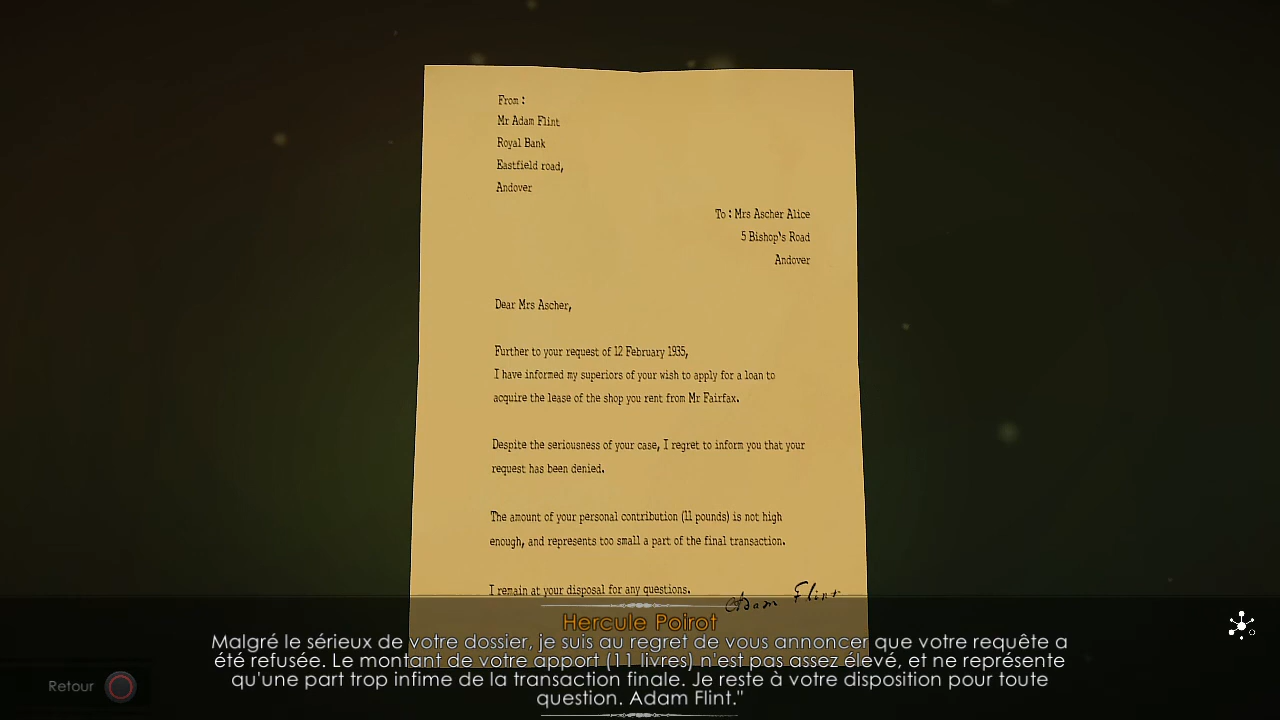 From :
Mr Adam Flint
Royal Bank
Eastfield road,
Andover
To : Mrs Ascher Alice
5 Bishop's Road
Andover
Dear Mrs Ascher,
Further to your request of 12 February 1935,
I have informed my superiors of your wish to apply for a loan to
acquire the lease of the shop you rent from Mr Fairfax.
Despite the seriousness of your case, I regret to inform you that your
request has been denied.
The amount of your personal contribution (11 pounds) is not high
enough, and represents too small a part of the final transaction.
I remain at your disposal for any questions.
Adam Flint
Hercule Poirot
Malgré le sérieux de votre dossier, je suis au regret de vous annoncer que votre requête a
été refusée. Le montant de votre apport (11 livres) n'est pas assez élevé, et ne représente
qu'une part trop infime de la transaction finale. Je reste à votre disposition pour toute
question. Adam Flint."
Retour